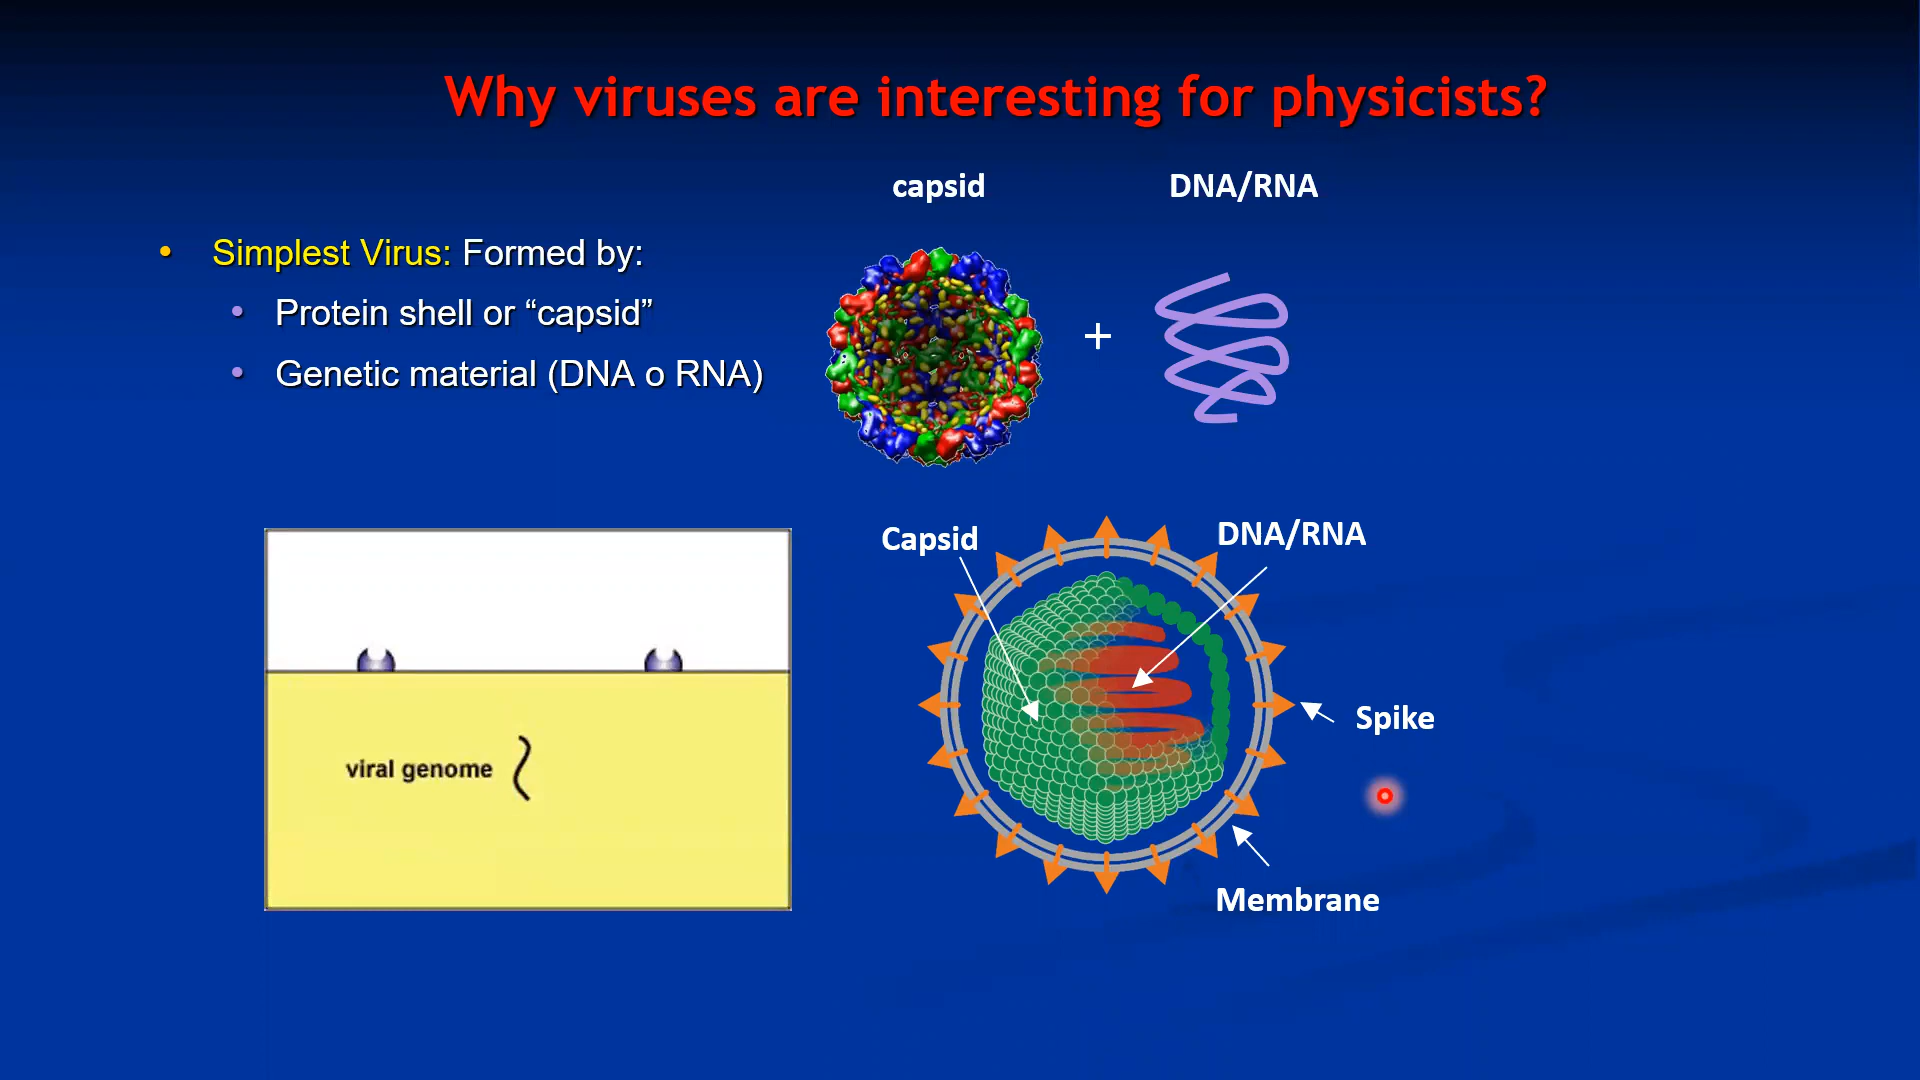 Why viruses are interesting for physicists?
capsid
DNA/RNA
• Simplest Virus: Formed by:
• Protein shell or “capsid”
• Genetic material (DNA o RNA)
+
Capsid
DNA/RNA
Spike
viral genome
Membrane